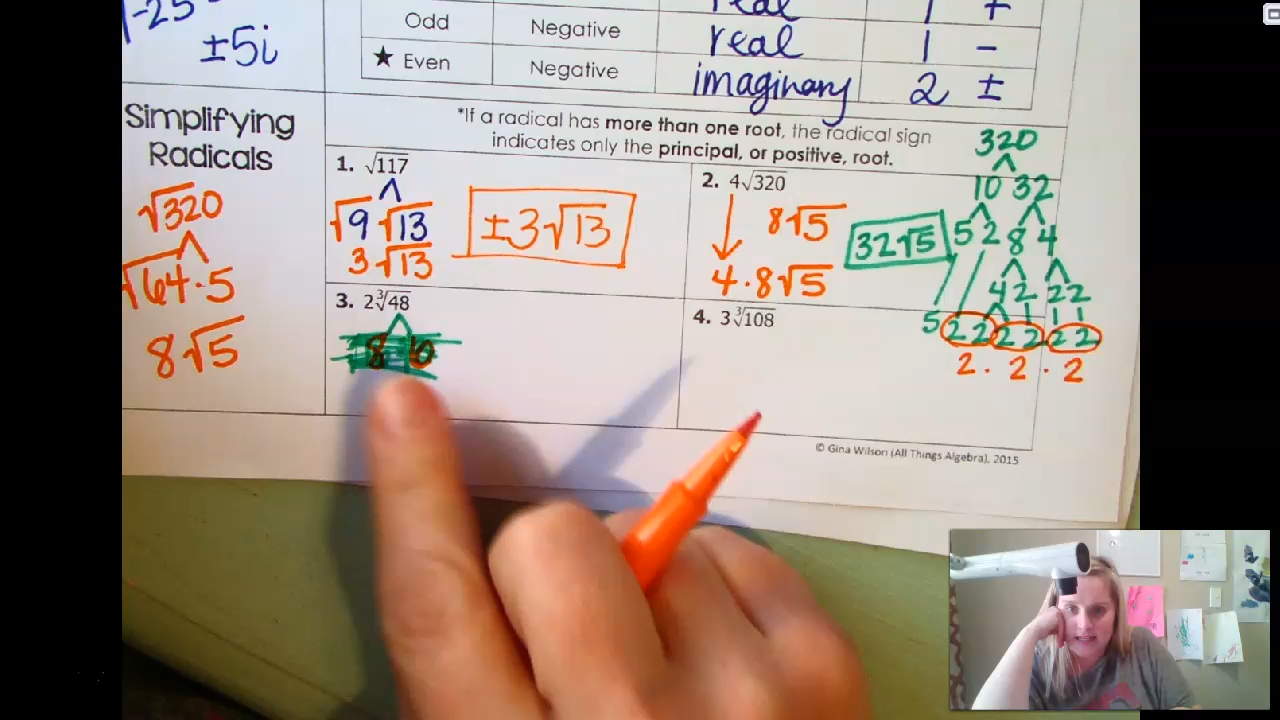 √-25
±5i
real 1 +
Odd Negative real 1 −
★ Even Negative imaginary 2 ±
Simplifying
Radicals
√320
√64·5
8√5
*If a radical has more than one root, the radical sign
indicates only the principal, or positive, root.
1. √117
√9 √13
3√13
±3√13
2. 4√320
8√5
4·8√5
32√5
320
10 32
5 2 8 4
4 2 2 2
5 2 2 2 2 2 2
2 · 2 · 2
3. 2∛48
8
4. 3∛108
© Gina Wilson (All Things Algebra), 2015